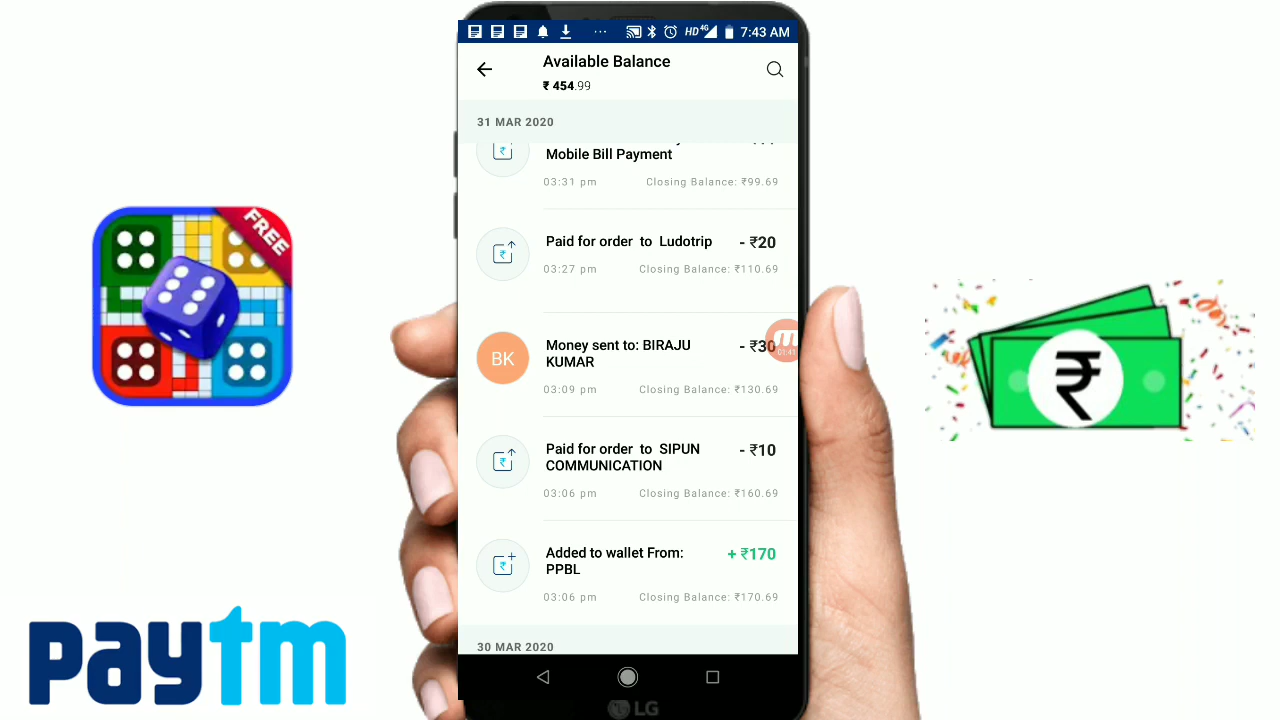 7:43 AM
HD 4G
Available Balance
₹ 454.99
31 MAR 2020
Mobile Bill Payment
03:31 pm Closing Balance: ₹99.69
Paid for order to Ludotrip - ₹20
03:27 pm Closing Balance: ₹110.69
BK
Money sent to: BIRAJU - ₹30
KUMAR
01:41
03:09 pm Closing Balance: ₹130.69
Paid for order to SIPUN - ₹10
COMMUNICATION
03:06 pm Closing Balance: ₹160.69
Added to wallet From: + ₹170
PPBL
03:06 pm Closing Balance: ₹170.69
30 MAR 2020
LG
FREE
₹
paytm